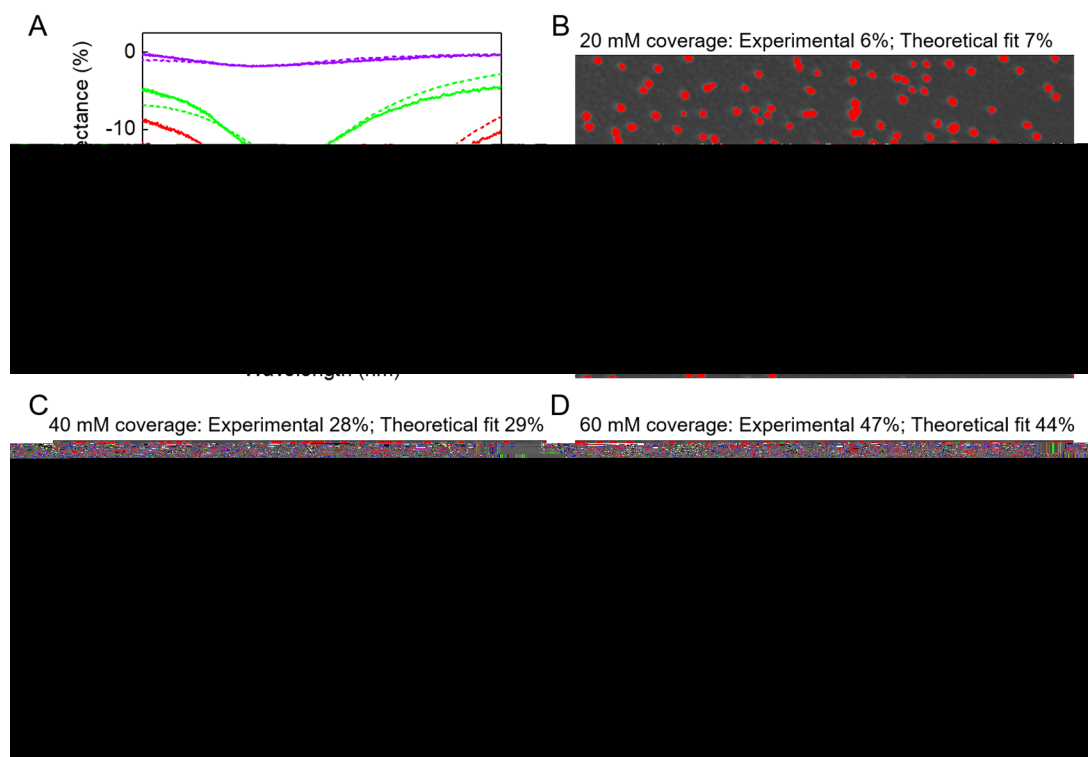 A
0
-10
(%)
B
20 mM coverage: Experimental 6%; Theoretical fit 7%
C
40 mM coverage: Experimental 28%; Theoretical fit 29%
D
60 mM coverage: Experimental 47%; Theoretical fit 44%